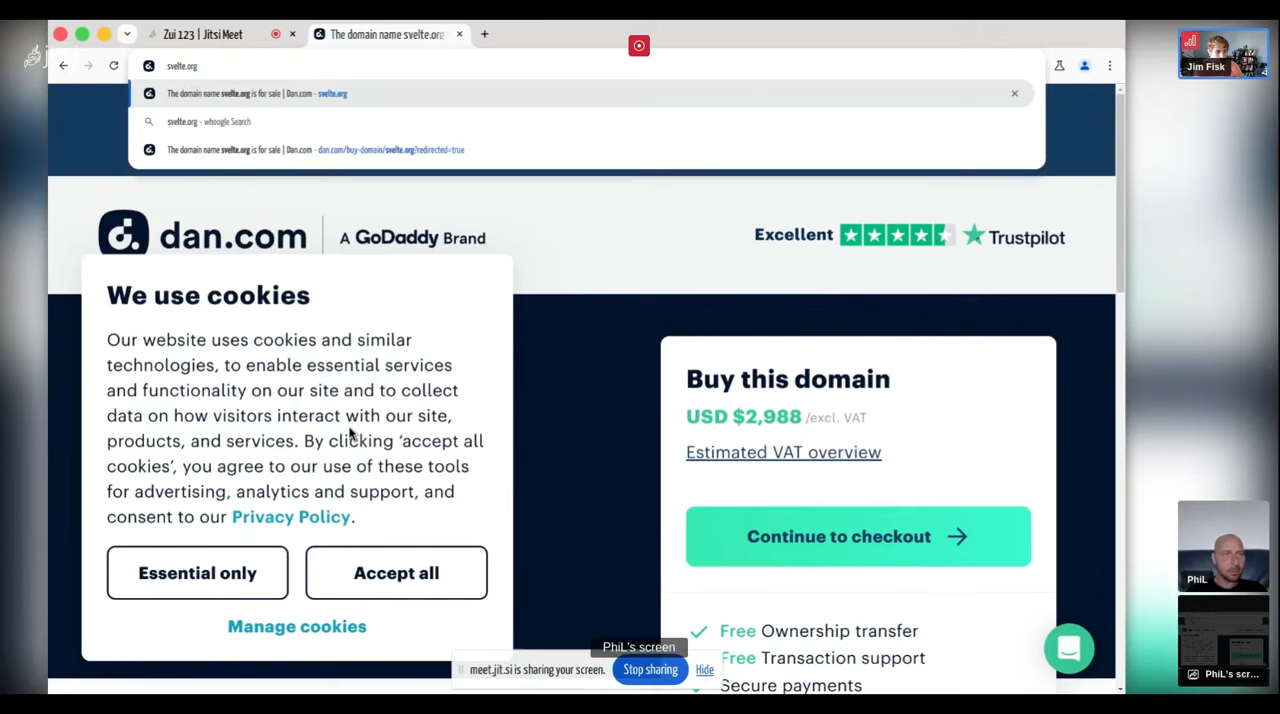 Zui 123 | Jitsi Meet
The domain name svelte.org
jitsi
svelte.org
The domain name svelte.org is for sale | Dan.com - svelte.org
svelte.org - whoogle Search
The domain name svelte.org is for sale | Dan.com - dan.com/buy-domain/svelte.org?redirected=true
Jim Fisk
dan.com
A GoDaddy Brand
Excellent
Trustpilot
We use cookies
Our website uses cookies and similar
technologies, to enable essential services
and functionality on our site and to collect
data on how visitors interact with our site,
products, and services. By clicking ‘accept all
cookies’, you agree to our use of these tools
for advertising, analytics and support, and
consent to our Privacy Policy.
Essential only
Accept all
Manage cookies
Buy this domain
USD $2,988 /excl. VAT
Estimated VAT overview
Continue to checkout
Free Ownership transfer
Free Transaction support
Secure payments
PhiL's screen
meet.jit.si is sharing your screen.
Stop sharing
Hide
PhiL
PhiL's scr...